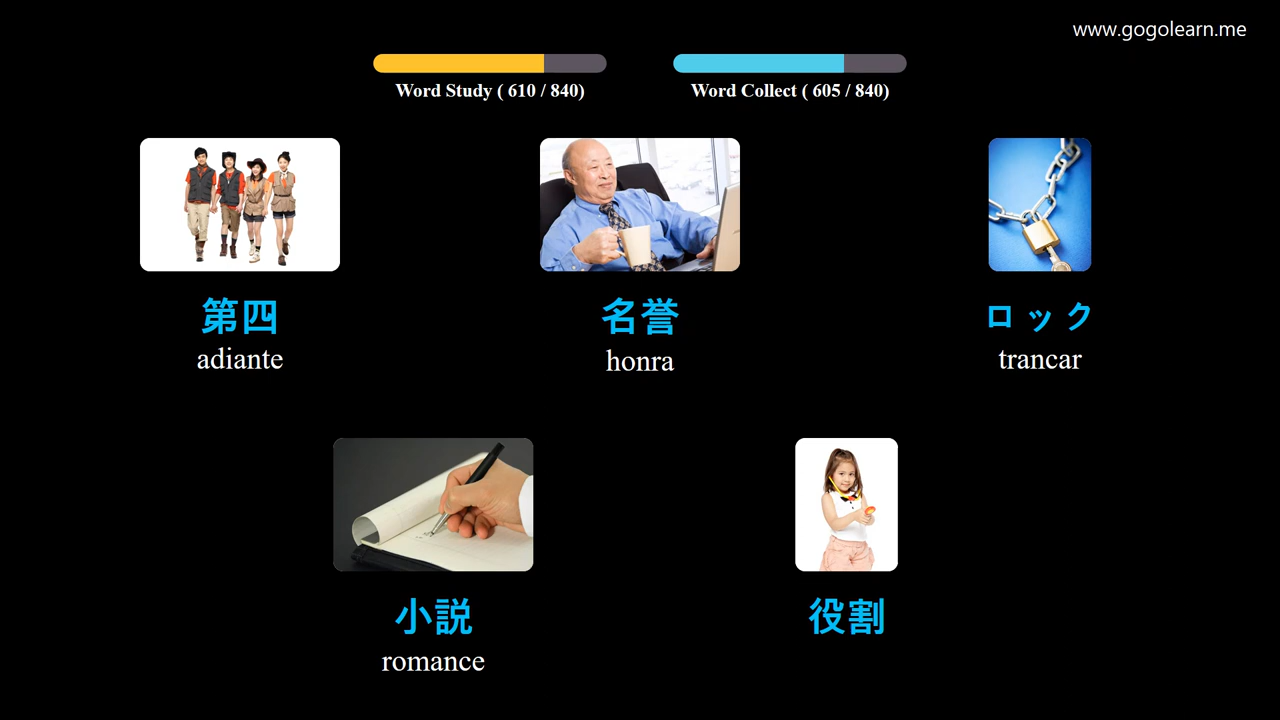 www.gogolearn.me
Word Study ( 610 / 840)
Word Collect ( 605 / 840)
第四
adiante
名誉
honra
ロック
trancar
小説
romance
役割